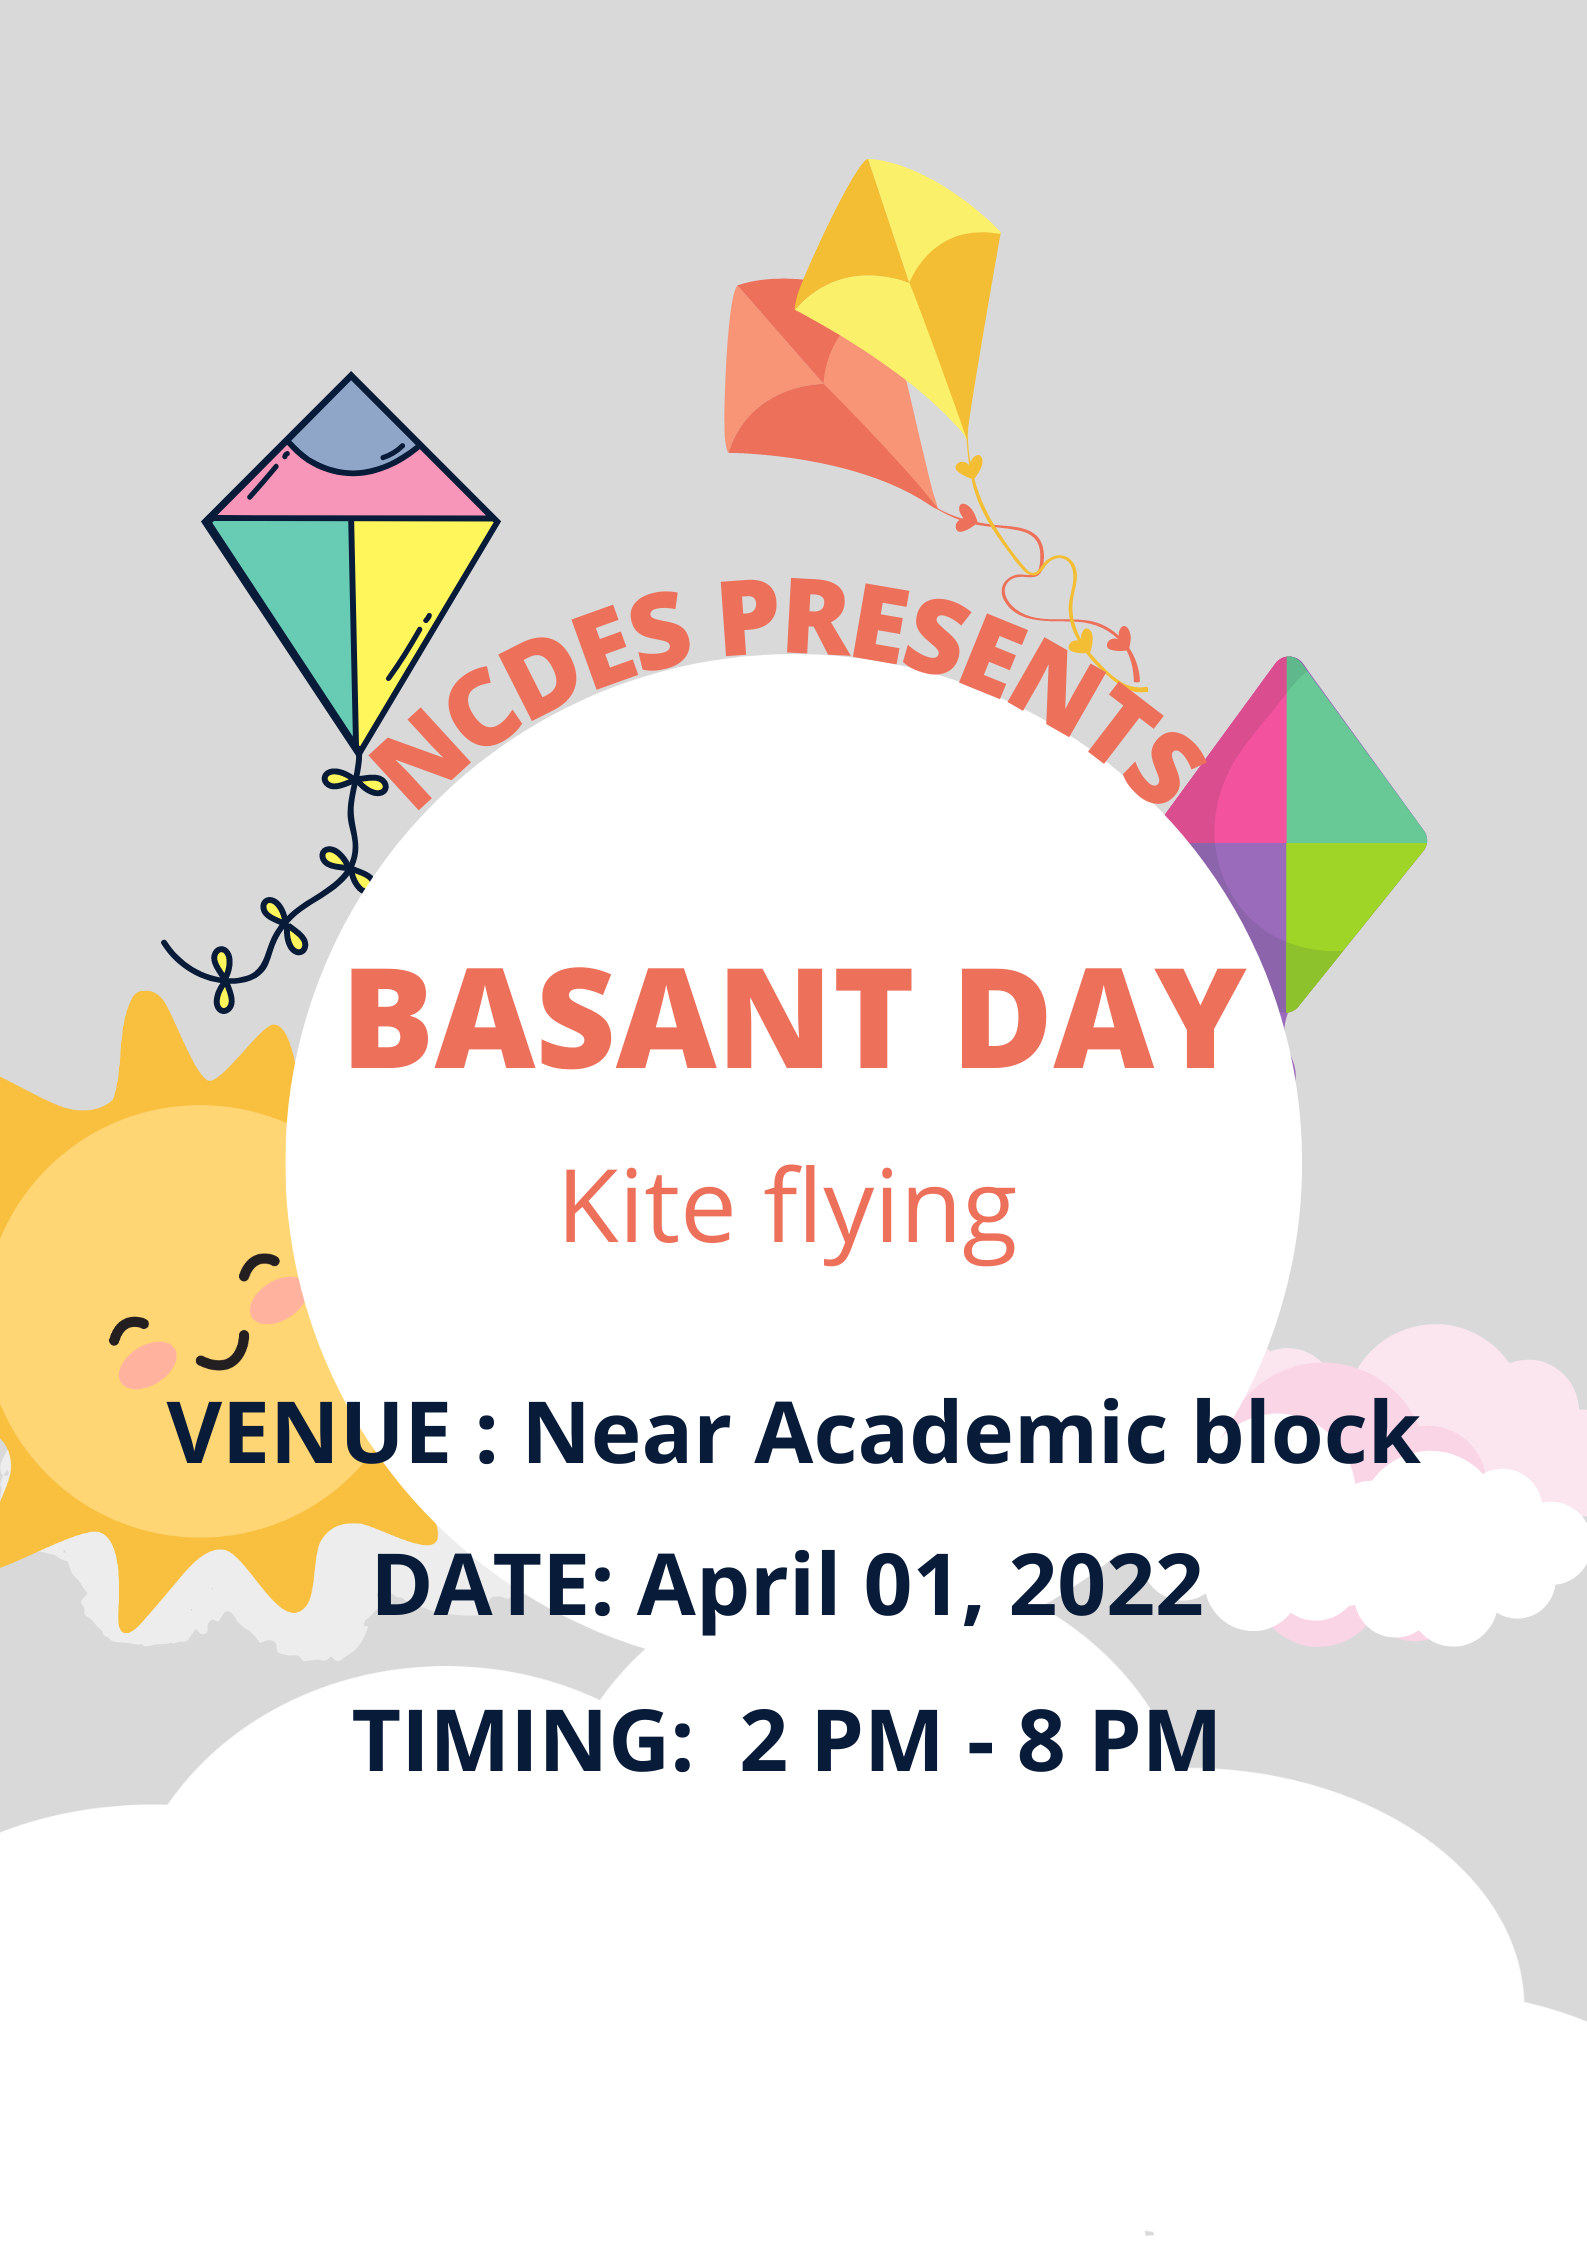 NCDES PRESENTS
BASANT DAY
Kite flying
VENUE : Near Academic block
DATE: April 01, 2022
TIMING: 2 PM - 8 PM